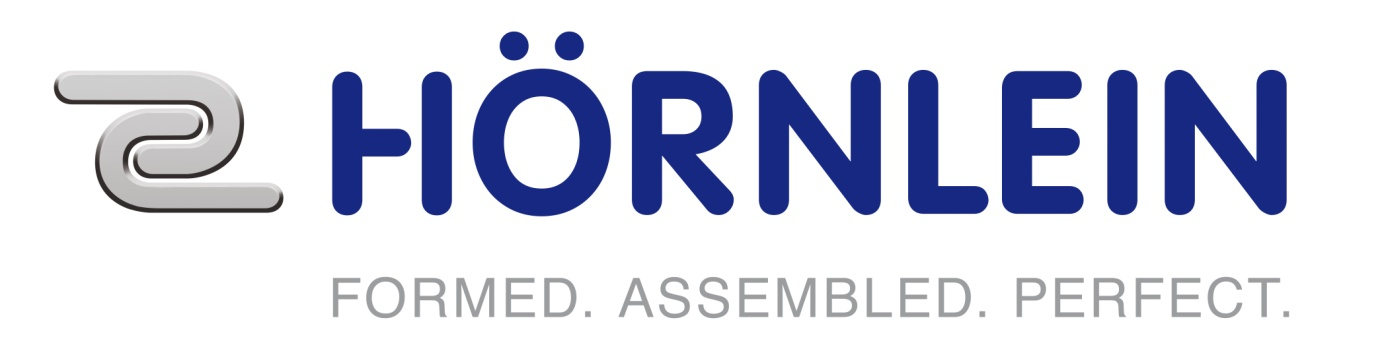 HÖRNLEIN
FORMED. ASSEMBLED. PERFECT.